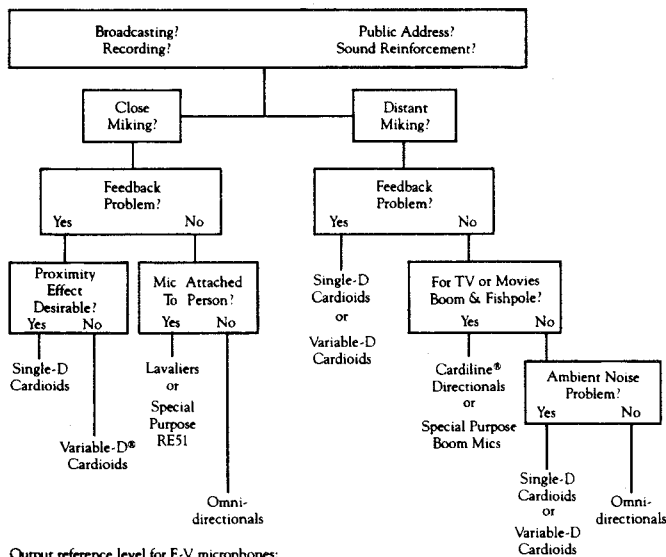 Broadcasting?
Recording?
Public Address?
Sound Reinforcement?
Close
Miking?
Distant
Miking?
Feedback
Problem?
Yes No
Feedback
Problem?
Yes No
Proximity
Effect
Desirable?
Yes No
Mic Attached
To Person?
Yes No
Single-D
Cardioids
or
Variable-D
Cardioids
For TV or Movies
Boom & Fishpole?
Yes No
Single-D
Cardioids
Variable-D®
Cardioids
Lavaliers
or
Special
Purpose
RE51
Omni-
directionals
Cardiline®
Directionals
or
Special Purpose
Boom Mics
Ambient Noise
Problem?
Yes No
Single-D
Cardioids
or
Variable-D
Cardioids
Omni-
directionals
Output reference level for E-V microphones: